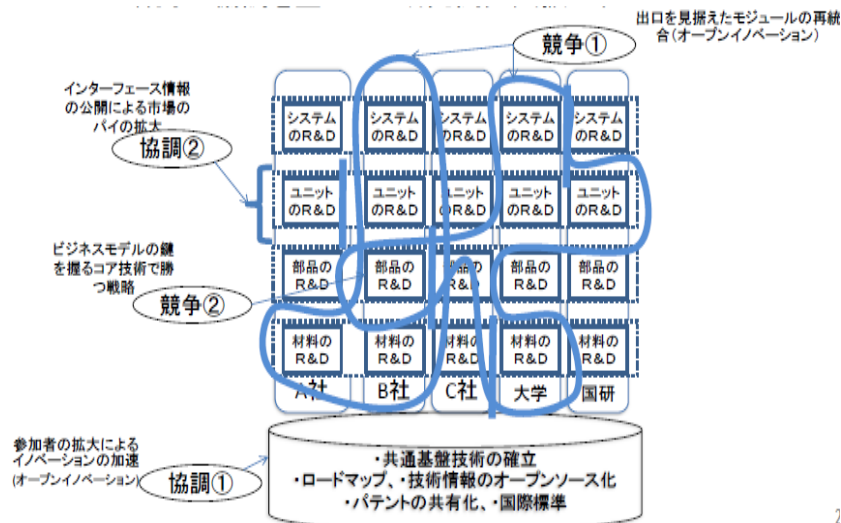 出口を見据えたモジュールの再統
合(オープンイノベーション)
競争①
インターフェース情報
の公開による市場の
パイの拡大
協調②
システム
のR&D
システム
のR&D
システム
のR&D
システム
のR&D
システム
のR&D
ユニット
のR&D
ユニット
のR&D
ユニット
のR&D
ユニット
のR&D
ユニット
のR&D
ビジネスモデルの鍵
を握るコア技術で勝
つ戦略
競争②
部品の
R&D
部品の
R&D
部品の
R&D
部品の
R&D
部品の
R&D
材料の
R&D
材料の
R&D
材料の
R&D
材料の
R&D
材料の
R&D
A社
B社
C社
大学
国研
参加者の拡大による
イノベーションの加速
(オープンイノベーション)
協調①
・共通基盤技術の確立
・ロードマップ、・技術情報のオープンソース化
・パテントの共有化、・国際標準
2